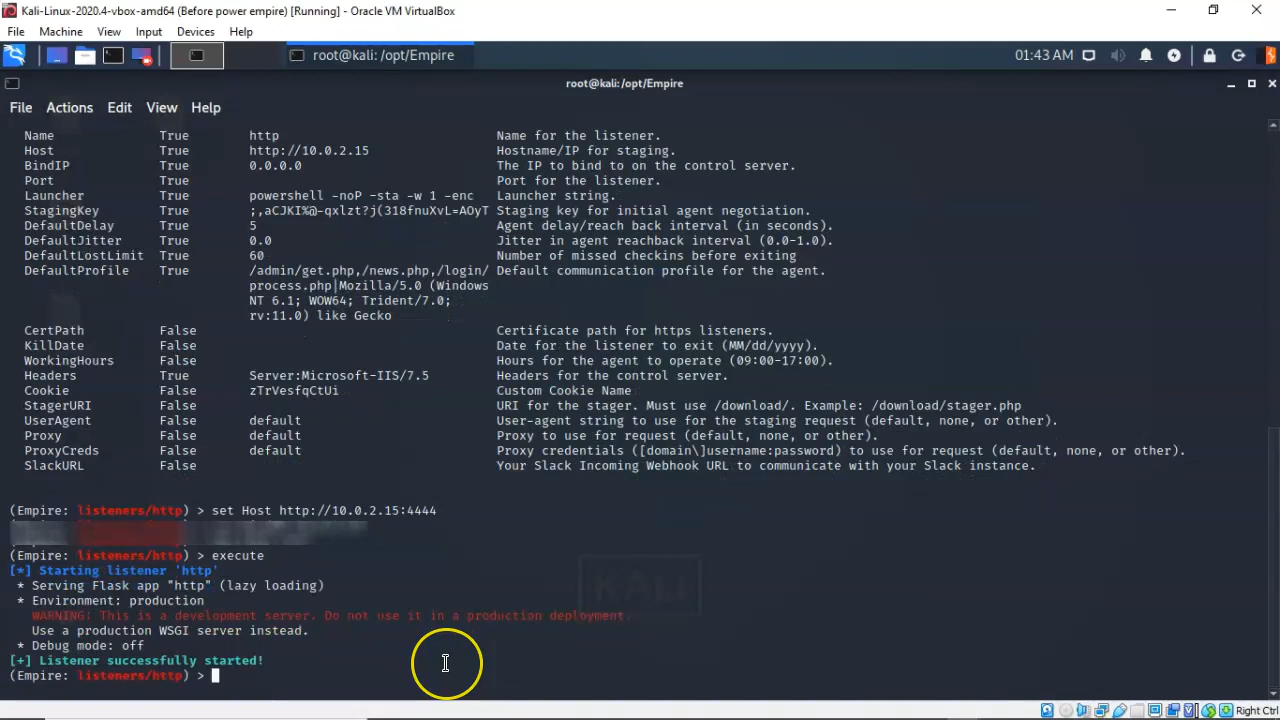 Kali-Linux-2020.4-vbox-amd64 (Before power empire) [Running] - Oracle VM VirtualBox
File Machine View Input Devices Help
root@kali: /opt/Empire 01:43 AM
root@kali:/opt/Empire
File Actions Edit View Help
Name True http Name for the listener.
Host True http://10.0.2.15 Hostname/IP for staging.
BindIP True 0.0.0.0 The IP to bind to on the control server.
Port True Port for the listener.
Launcher True powershell -noP -sta -w 1 -enc Launcher string.
StagingKey True ;,aCJKI%@-qxlzt?j(318fnuXvL=AOyT Staging key for initial agent negotiation.
DefaultDelay True 5 Agent delay/reach back interval (in seconds).
DefaultJitter True 0.0 Jitter in agent reachback interval (0.0-1.0).
DefaultLostLimit True 60 Number of missed checkins before exiting
DefaultProfile True /admin/get.php,/news.php,/login/ Default communication profile for the agent.
process.php|Mozilla/5.0 (Windows
NT 6.1; WOW64; Trident/7.0;
rv:11.0) like Gecko
CertPath False Certificate path for https listeners.
KillDate False Date for the listener to exit (MM/dd/yyyy).
WorkingHours False Hours for the agent to operate (09:00-17:00).
Headers True Server:Microsoft-IIS/7.5 Headers for the control server.
Cookie False zTrVesfqCtUi Custom Cookie Name
StagerURI False URI for the stager. Must use /download/. Example: /download/stager.php
UserAgent False default User-agent string to use for the staging request (default, none, or other).
Proxy False default Proxy to use for request (default, none, or other).
ProxyCreds False default Proxy credentials ([domain\]username:password) to use for request (default, none, or other).
SlackURL False Your Slack Incoming Webhook URL to communicate with your Slack instance.
(Empire: listeners/http) > set Host http://10.0.2.15:4444
(Empire: listeners/http) > execute
[*] Starting listener 'http'
* Serving Flask app "http" (lazy loading)
* Environment: production
WARNING: This is a development server. Do not use it in a production deployment.
Use a production WSGI server instead.
* Debug mode: off
[+] Listener successfully started!
(Empire: listeners/http) >
KALI
Right Ctrl